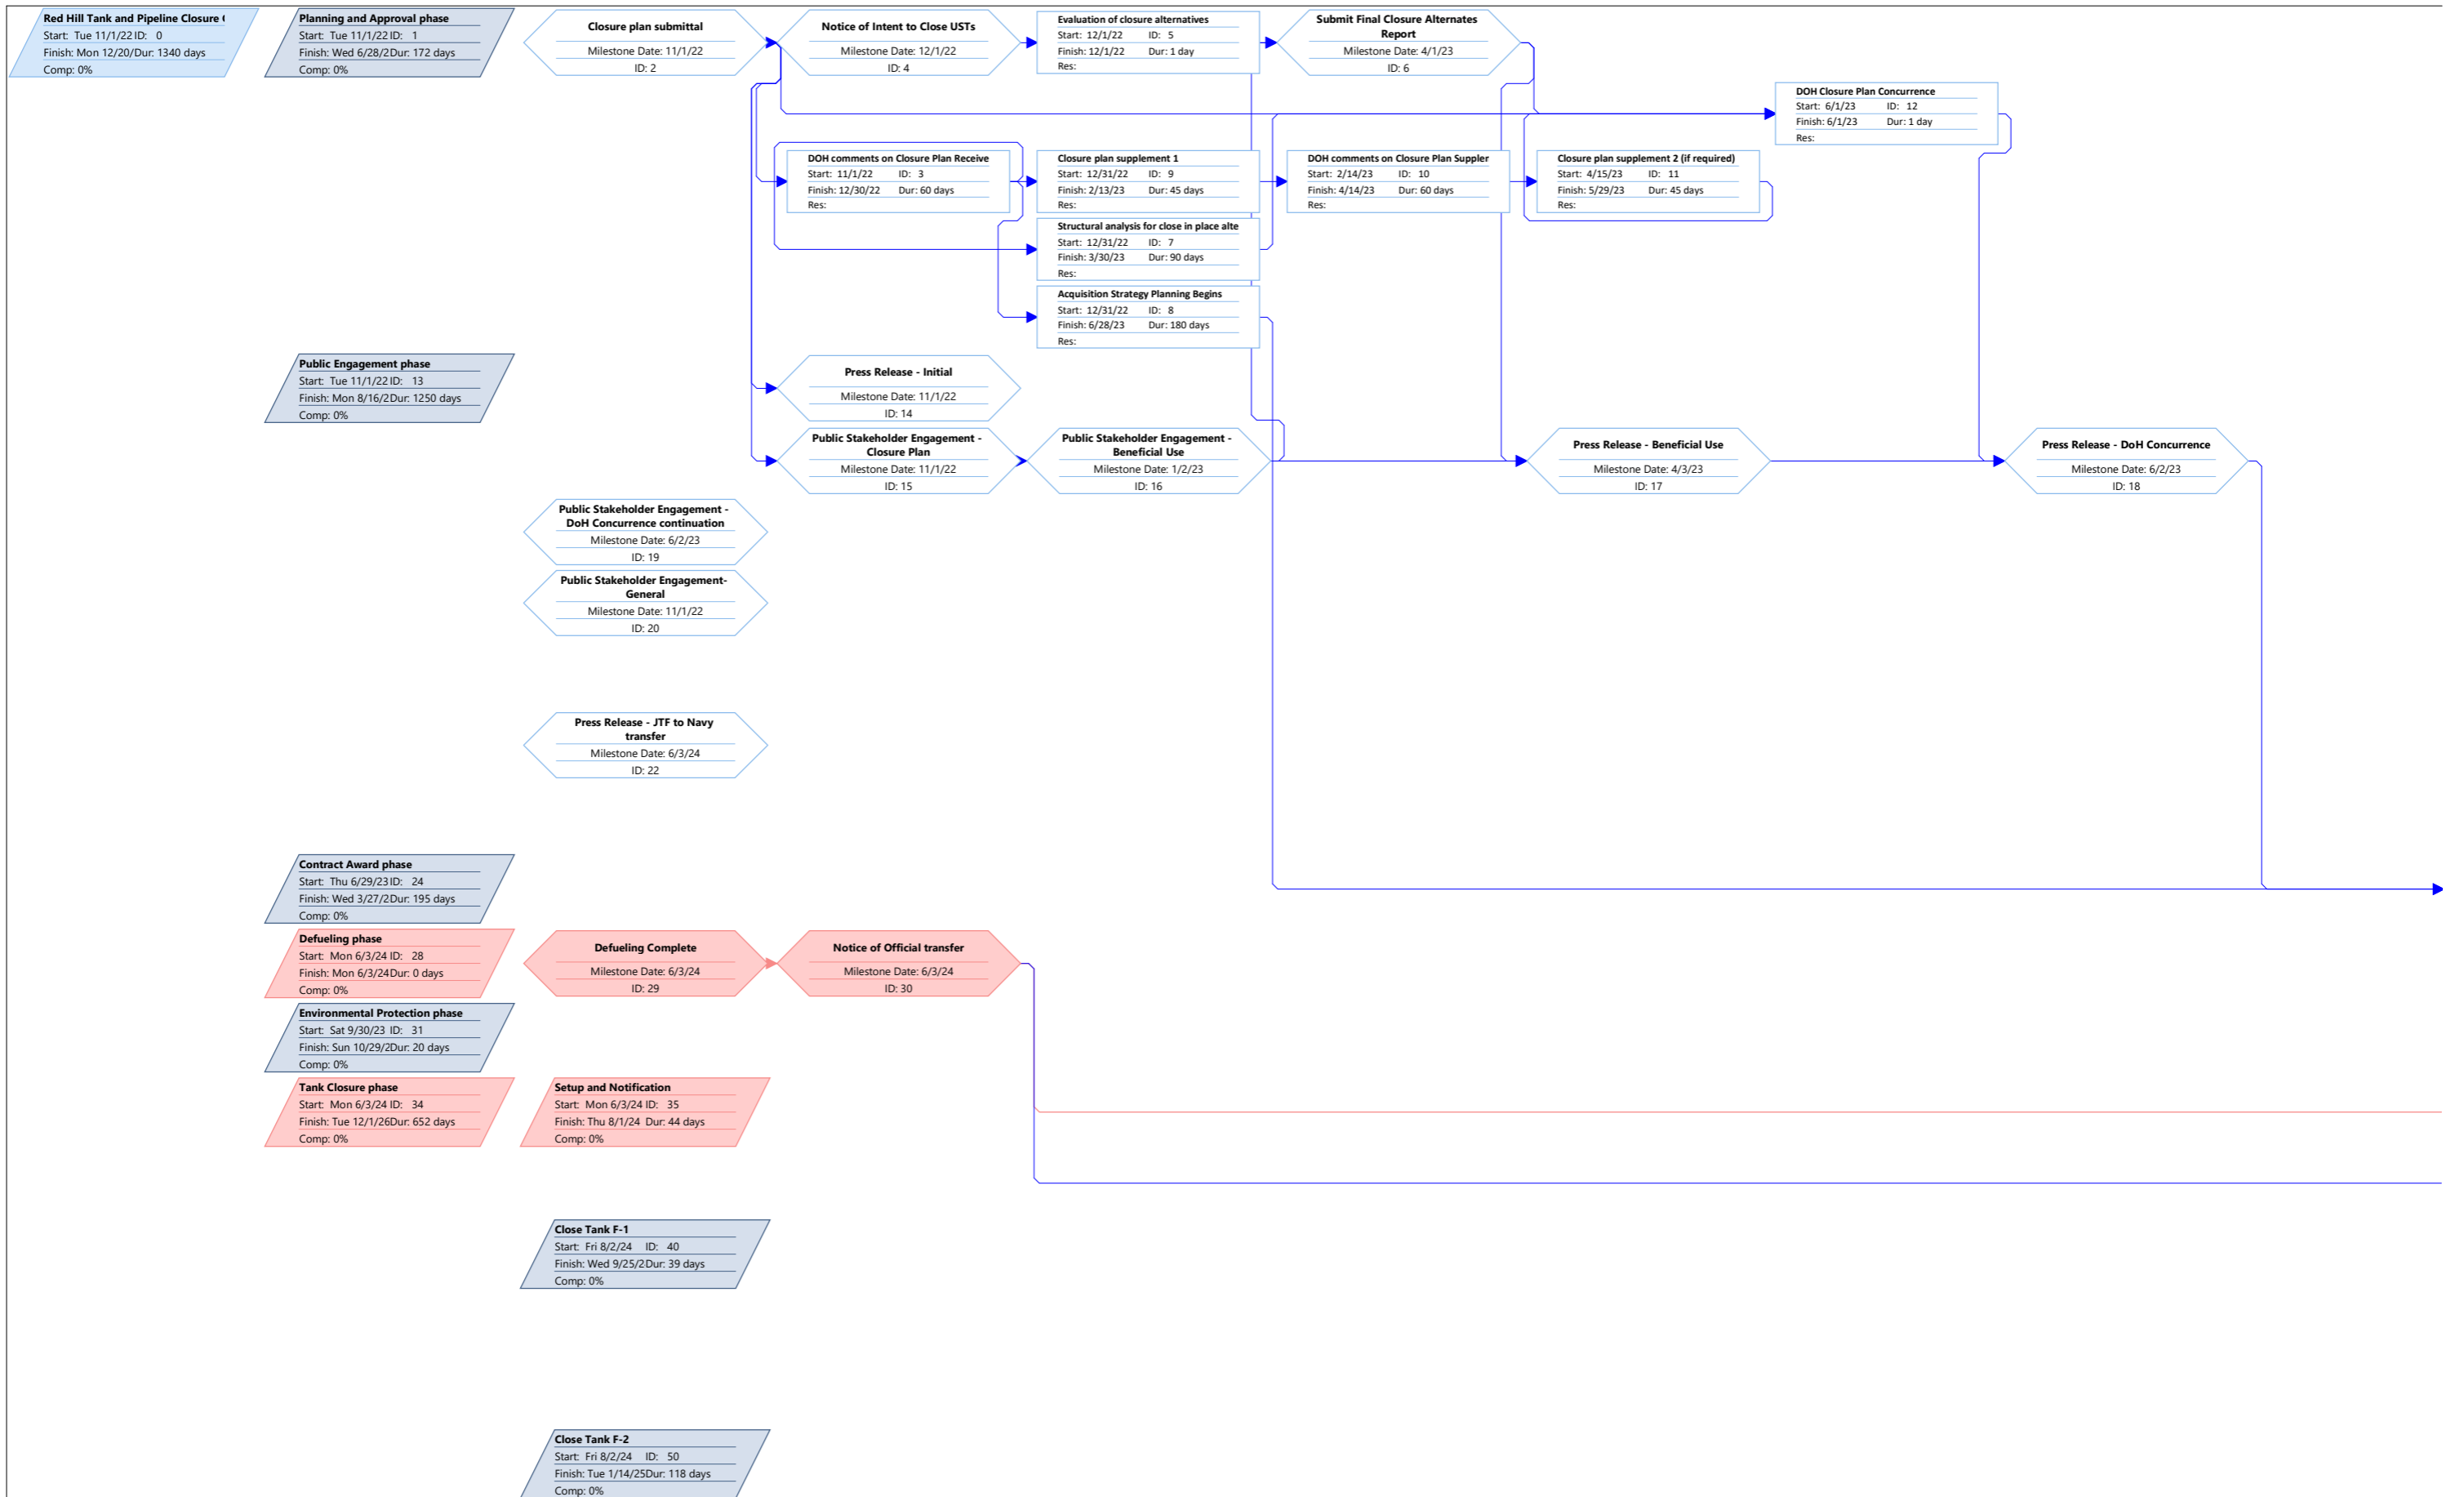 Red Hill Tank and Pipeline Closure
Start: Tue 11/1/22 ID: 0
Finish: Mon 12/20/ Dur: 1340 days
Comp: 0%
Planning and Approval phase
Start: Tue 11/1/22 ID: 1
Finish: Wed 6/28/2 Dur: 172 days
Comp: 0%
Closure plan submittal
Milestone Date: 11/1/22
ID: 2
Notice of Intent to Close USTs
Milestone Date: 12/1/22
ID: 4
Evaluation of closure alternatives
Start: 12/1/22 ID: 5
Finish: 12/1/22 Dur: 1 day
Res:
Submit Final Closure Alternates
Report
Milestone Date: 4/1/23
ID: 6
DOH Closure Plan Concurrence
Start: 6/1/23 ID: 12
Finish: 6/1/23 Dur: 1 day
Res:
DOH comments on Closure Plan Receive
Start: 11/1/22 ID: 3
Finish: 12/30/22 Dur: 60 days
Res:
Closure plan supplement 1
Start: 12/31/22 ID: 9
Finish: 2/13/23 Dur: 45 days
Res:
DOH comments on Closure Plan Suppler
Start: 2/14/23 ID: 10
Finish: 4/14/23 Dur: 60 days
Res:
Closure plan supplement 2 (if required)
Start: 4/15/23 ID: 11
Finish: 5/29/23 Dur: 45 days
Res:
Structural analysis for close in place alte
Start: 12/31/22 ID: 7
Finish: 3/30/23 Dur: 90 days
Res:
Acquisition Strategy Planning Begins
Start: 12/31/22 ID: 8
Finish: 6/28/23 Dur: 180 days
Res:
Public Engagement phase
Start: Tue 11/1/22 ID: 13
Finish: Mon 8/16/2 Dur: 1250 days
Comp: 0%
Press Release - Initial
Milestone Date: 11/1/22
ID: 14
Public Stakeholder Engagement -
Closure Plan
Milestone Date: 11/1/22
ID: 15
Public Stakeholder Engagement -
Beneficial Use
Milestone Date: 1/2/23
ID: 16
Press Release - Beneficial Use
Milestone Date: 4/3/23
ID: 17
Press Release - DoH Concurrence
Milestone Date: 6/2/23
ID: 18
Public Stakeholder Engagement -
DoH Concurrence continuation
Milestone Date: 6/2/23
ID: 19
Public Stakeholder Engagement-
General
Milestone Date: 11/1/22
ID: 20
Press Release - JTF to Navy
transfer
Milestone Date: 6/3/24
ID: 22
Contract Award phase
Start: Thu 6/29/23 ID: 24
Finish: Wed 3/27/2 Dur: 195 days
Comp: 0%
Defueling phase
Start: Mon 6/3/24 ID: 28
Finish: Mon 6/3/24 Dur: 0 days
Comp: 0%
Defueling Complete
Milestone Date: 6/3/24
ID: 29
Notice of Official transfer
Milestone Date: 6/3/24
ID: 30
Environmental Protection phase
Start: Sat 9/30/23 ID: 31
Finish: Sun 10/29/2 Dur: 20 days
Comp: 0%
Tank Closure phase
Start: Mon 6/3/24 ID: 34
Finish: Tue 12/1/26 Dur: 652 days
Comp: 0%
Setup and Notification
Start: Mon 6/3/24 ID: 35
Finish: Thu 8/1/24 Dur: 44 days
Comp: 0%
Close Tank F-1
Start: Fri 8/2/24 ID: 40
Finish: Wed 9/25/2 Dur: 39 days
Comp: 0%
Close Tank F-2
Start: Fri 8/2/24 ID: 50
Finish: Tue 1/14/25 Dur: 118 days
Comp: 0%